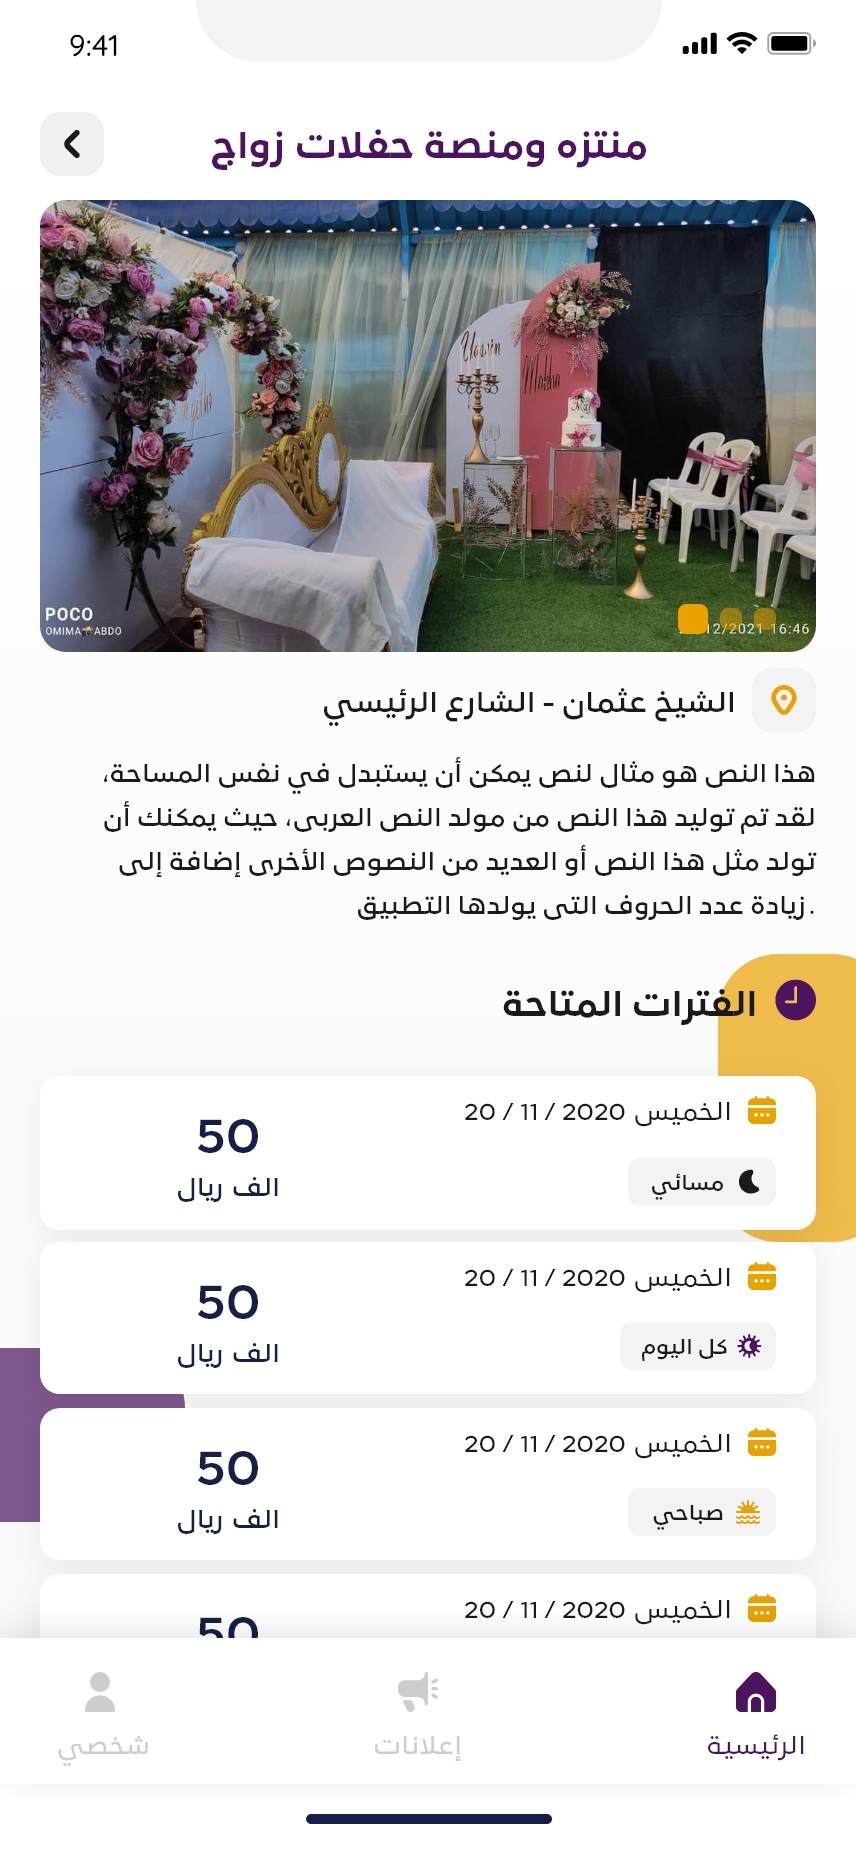 9:41
منتزه ومنصة حفلات زواج
Yasmin
Together
POCO
OMIMA ABDO
12/2021 16:46
الشيخ عثمان - الشارع الرئيسي
هذا النص هو مثال لنص يمكن أن يستبدل في نفس المساحة،
لقد تم توليد هذا النص من مولد النص العربى، حيث يمكنك أن
تولد مثل هذا النص أو العديد من النصوص الأخرى إضافة إلى
.زيادة عدد الحروف التى يولدها التطبيق
الفترات المتاحة
الخميس 2020 / 11 / 20
مسائي
50
الف ريال
الخميس 2020 / 11 / 20
كل اليوم
50
الف ريال
الخميس 2020 / 11 / 20
صباحي
50
الف ريال
الخميس 2020 / 11 / 20
50
الرئيسية
إعلانات
شخصي